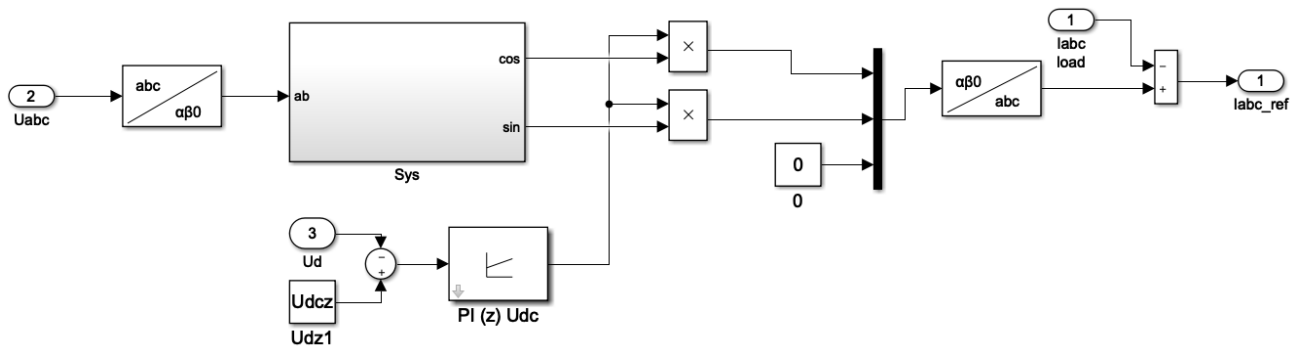 2
Uabc
abc
αβ0
ab
cos
sin
Sys
3
Ud
−
+
Udcz
Udz1
PI (z) Udc
×
×
0
0
αβ0
abc
1
Iabc
load
−
+
1
Iabc_ref